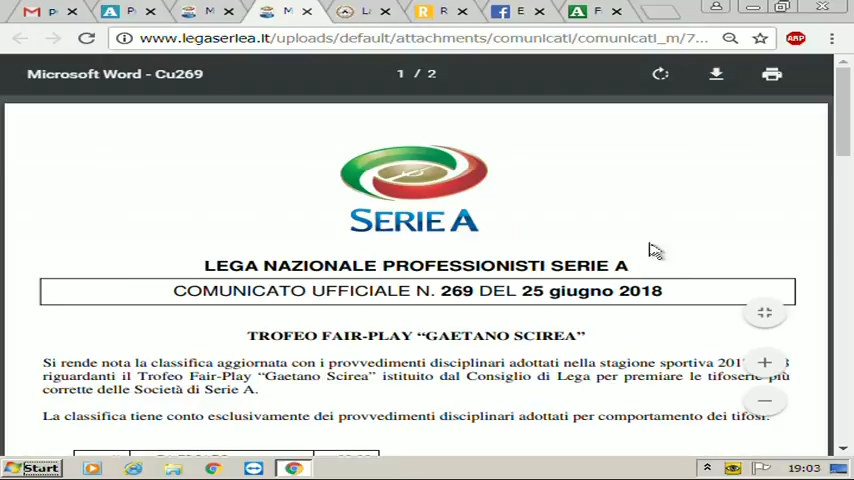 www.legaseriea.it/uploads/default/attachments/comunicati/comunicati_m/7...
ABP
Microsoft Word - Cu269
1 / 2
SERIE A
LEGA NAZIONALE PROFESSIONISTI SERIE A
COMUNICATO UFFICIALE N. 269 DEL 25 giugno 2018
TROFEO FAIR-PLAY “GAETANO SCIREA”
Si rende nota la classifica aggiornata con i provvedimenti disciplinari adottati nella stagione sportiva
riguardanti il Trofeo Fair-Play “Gaetano Scirea” istituito dal Consiglio di Lega per premiare le tifoserie più
corrette delle Società di Serie A.
La classifica tiene conto esclusivamente dei provvedimenti disciplinari adottati per comportamento dei tifosi.
Start
19:03